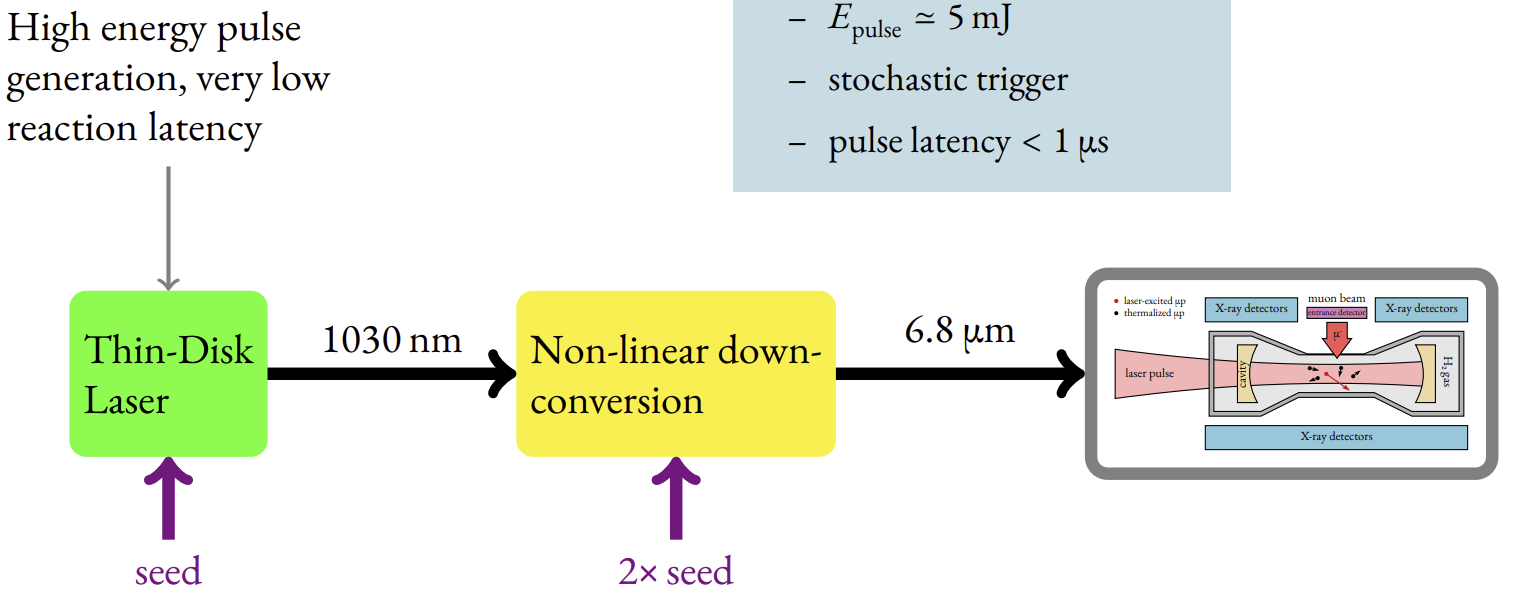 High energy pulse
generation, very low
reaction latency
– E_pulse ≃ 5 mJ
– stochastic trigger
– pulse latency < 1 µs
Thin-Disk
Laser
1030 nm
Non-linear down-
conversion
6.8 µm
seed
2× seed
laser-excited µp
thermalized µp
X-ray detectors
muon beam
entrance detector
X-ray detectors
µ⁻
laser pulse
cavity
H₂ gas
X-ray detectors